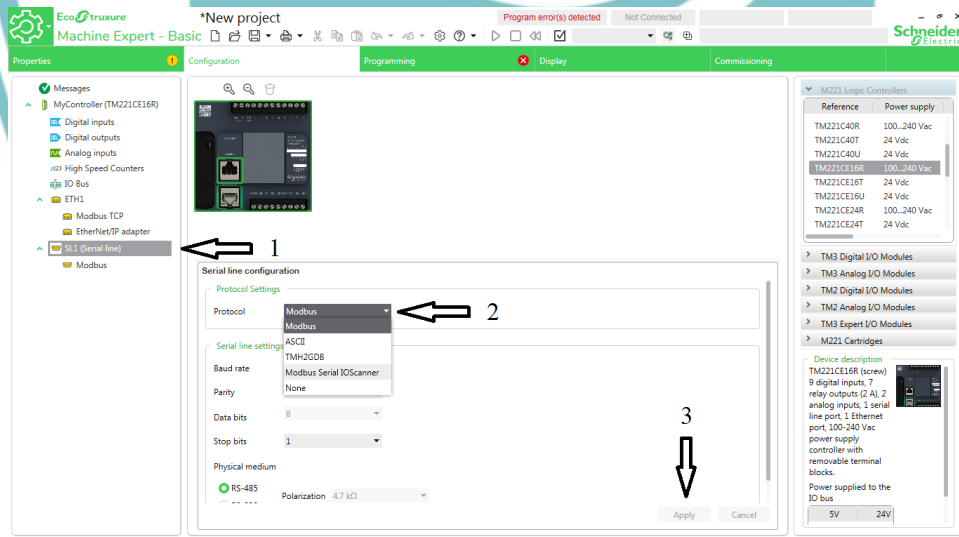 EcoStruxure
Machine Expert - Basic
*New project
Program error(s) detected
Not Connected
Schneider
Electric
Properties
Configuration
Programming
Display
Commissioning
Messages
MyController (TM221CE16R)
Digital inputs
Digital outputs
Analog inputs
High Speed Counters
IO Bus
ETH1
Modbus TCP
EtherNet/IP adapter
SL1 (Serial line)
Modbus
1
Serial line configuration
Protocol Settings
Protocol
Modbus
2
Modbus
ASCII
TMH2GDB
Modbus Serial IOScanner
None
Serial line settings
Baud rate
Parity
Data bits
8
Stop bits
1
Physical medium
RS-485
Polarization 4.7 kΩ
3
Apply
Cancel
M221 Logic Controllers
Reference Power supply
TM221C40R 100...240 Vac
TM221C40T 24 Vdc
TM221C40U 24 Vdc
TM221CE16R 100...240 Vac
TM221CE16T 24 Vdc
TM221CE16U 24 Vdc
TM221CE24R 100...240 Vac
TM221CE24T 24 Vdc
TM3 Digital I/O Modules
TM3 Analog I/O Modules
TM2 Digital I/O Modules
TM2 Analog I/O Modules
TM3 Expert I/O Modules
M221 Cartridges
Device description
TM221CE16R (screw)
9 digital inputs, 7
relay outputs (2 A), 2
analog inputs, 1 serial
line port, 1 Ethernet
port, 100-240 Vac
power supply
controller with
removable terminal
blocks.
Power supplied to the
IO bus
5V 24V